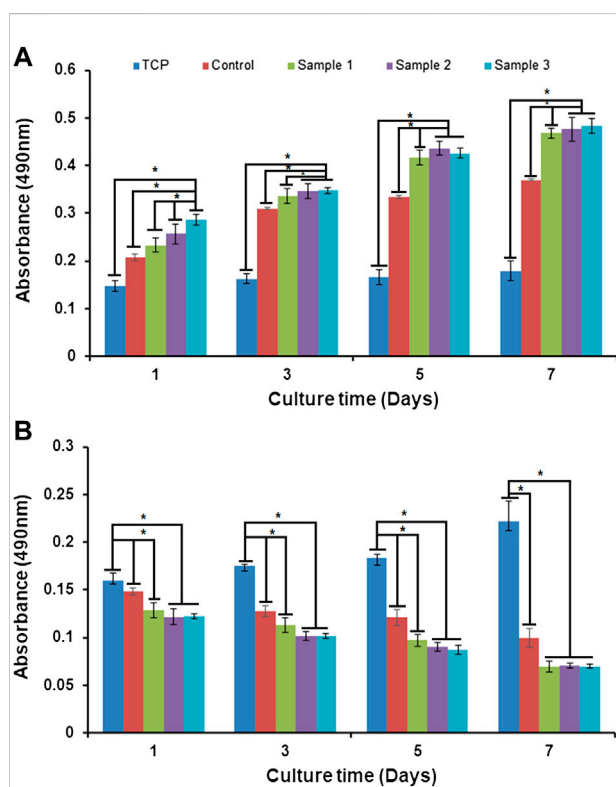 A
TCP Control Sample 1 Sample 2 Sample 3
0.6
0.5
0.4
0.3
0.2
0.1
0
Absorbance (490nm)
* * *
* * * *
* *
* *
1 3 5 7
Culture time (Days)
B
0.3
0.25
0.2
0.15
0.1
0.05
0
Absorbance (490nm)
* *
* *
* *
* *
1 3 5 7
Culture time (Days)